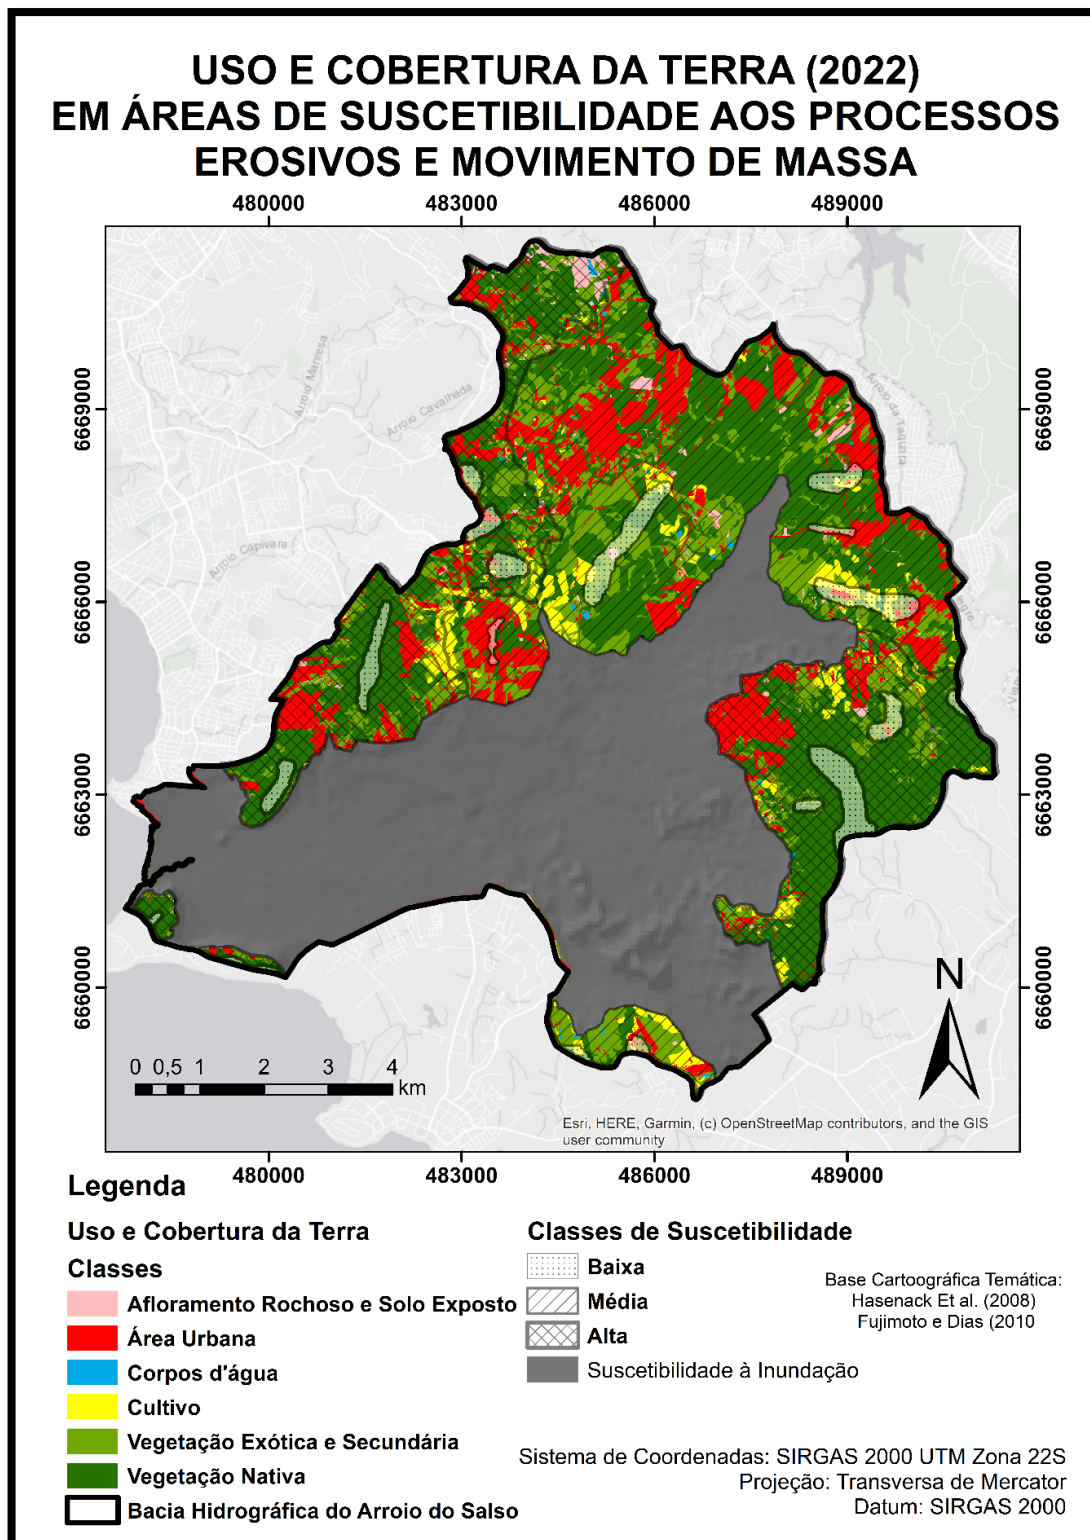 USO E COBERTURA DA TERRA (2022)
EM ÁREAS DE SUSCETIBILIDADE AOS PROCESSOS
EROSIVOS E MOVIMENTO DE MASSA
480000 483000 486000 489000
6669000 6669000
6666000 6666000
6663000 6663000
6660000 6660000
Arroio Manresa
Arroio Cavalhada
Arroio Capivara
Arroio da Taquara
N
0 0,5 1 2 3 4
km
Esri, HERE, Garmin, (c) OpenStreetMap contributors, and the GIS
user community
480000 483000 486000 489000
Legenda
Uso e Cobertura da Terra
Classes
Afloramento Rochoso e Solo Exposto
Área Urbana
Corpos d'água
Cultivo
Vegetação Exótica e Secundária
Vegetação Nativa
Bacia Hidrográfica do Arroio do Salso
Classes de Suscetibilidade
Baixa
Média
Alta
Suscetibilidade à Inundação
Base Cartoográfica Temática:
Hasenack Et al. (2008)
Fujimoto e Dias (2010
Sistema de Coordenadas: SIRGAS 2000 UTM Zona 22S
Projeção: Transversa de Mercator
Datum: SIRGAS 2000